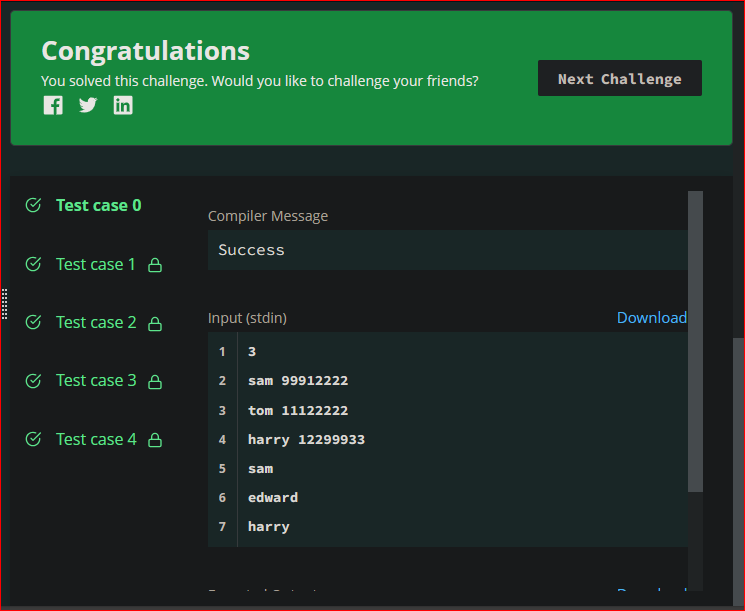 Congratulations
You solved this challenge. Would you like to challenge your friends?
Next Challenge
Test case 0
Test case 1
Test case 2
Test case 3
Test case 4
Compiler Message
Success
Input (stdin)
Download
1 3
2 sam 99912222
3 tom 11122222
4 harry 12299933
5 sam
6 edward
7 harry